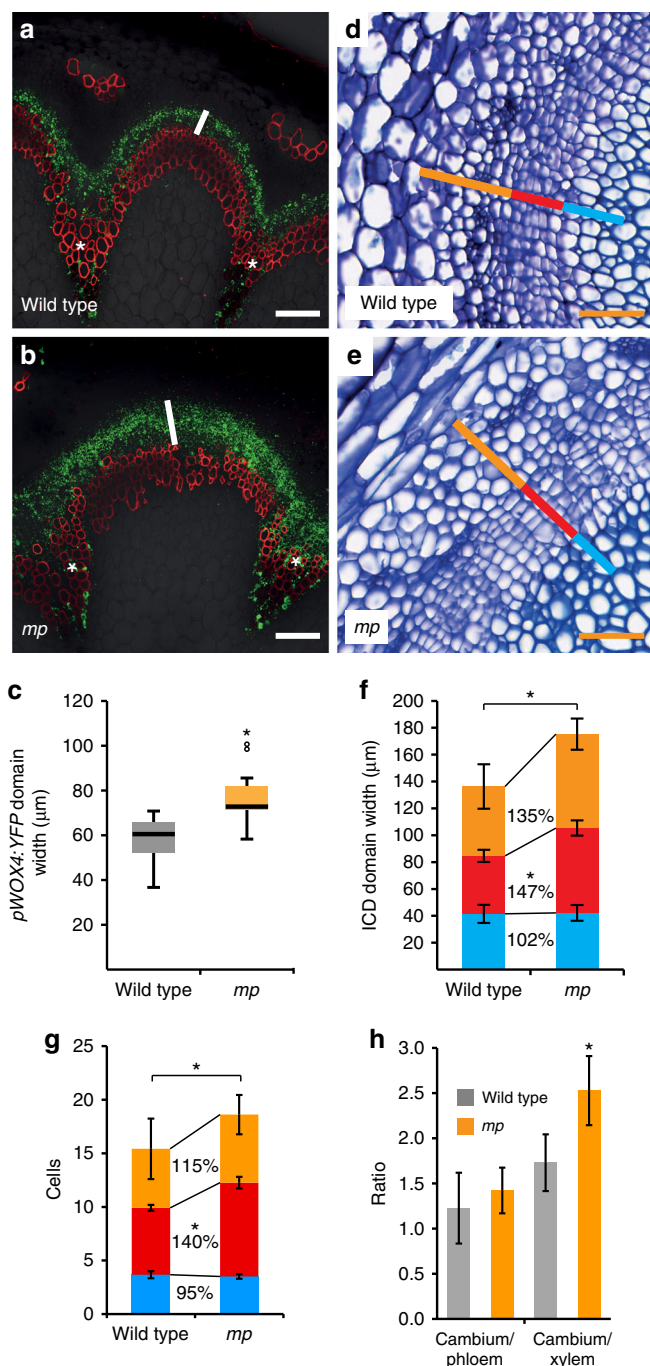 a
Wild type
*
*
d
Wild type
b
mp
*
*
e
mp
c
pWOX4:YFP domain
width (μm)
120
100
80
60
40
20
*
Wild type
mp
f
ICD domain width (μm)
200
180
160
140
120
100
80
60
40
20
*
135%
*
147%
102%
Wild type
mp
g
Cells
25
20
15
10
5
0
*
115%
*
140%
95%
Wild type
mp
h
Ratio
3.0
2.5
2.0
1.5
1.0
0.5
0.0
Wild type
mp
*
Cambium/
phloem
Cambium/
xylem